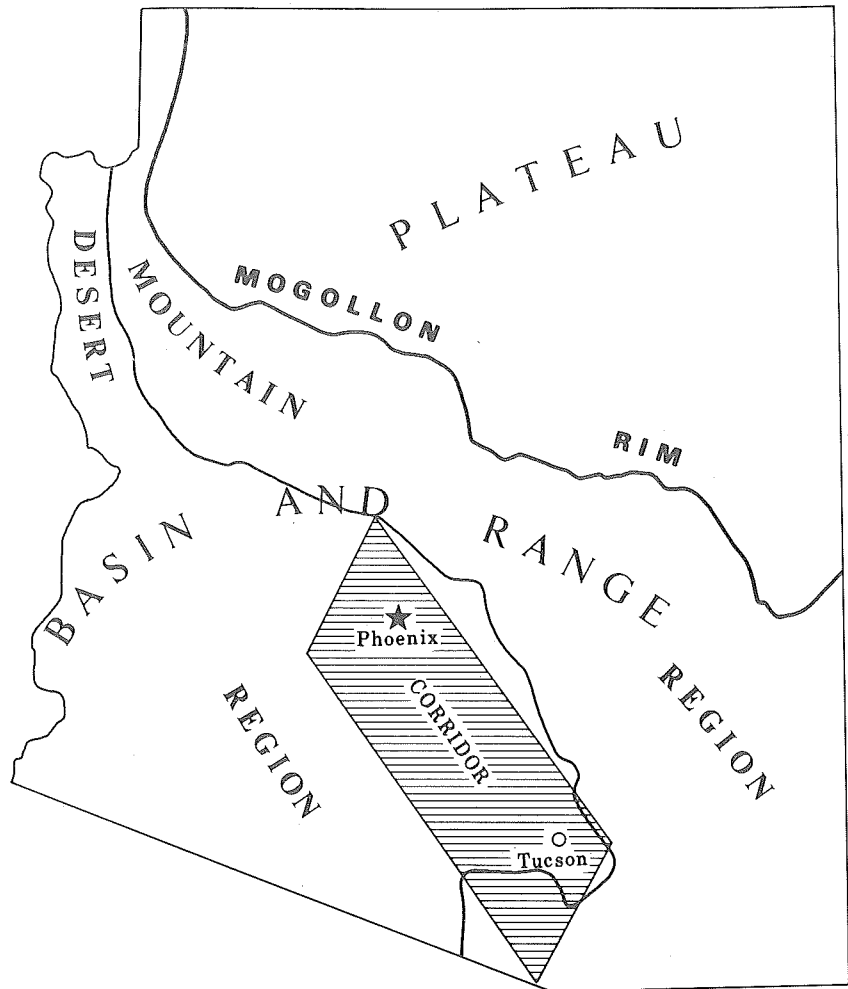 PLATEAU
MOGOLLON
RIM
DESERT
MOUNTAIN
BASIN AND RANGE
REGION
REGION
Phoenix
CORRIDOR
Tucson